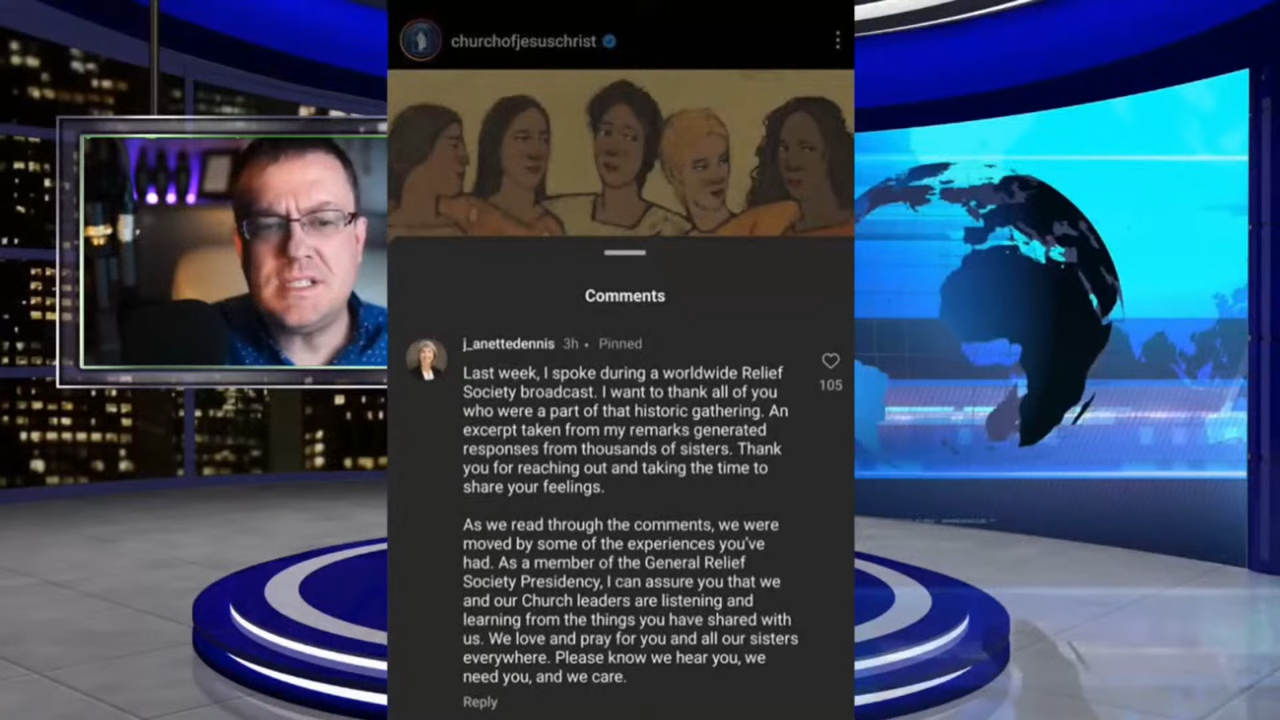 churchofjesuschrist
Comments
j_anettedennis 3h • Pinned
Last week, I spoke during a worldwide Relief
Society broadcast. I want to thank all of you
who were a part of that historic gathering. An
excerpt taken from my remarks generated
responses from thousands of sisters. Thank
you for reaching out and taking the time to
share your feelings.
105
As we read through the comments, we were
moved by some of the experiences you've
had. As a member of the General Relief
Society Presidency, I can assure you that we
and our Church leaders are listening and
learning from the things you have shared with
us. We love and pray for you and all our sisters
everywhere. Please know we hear you, we
need you, and we care.
Reply